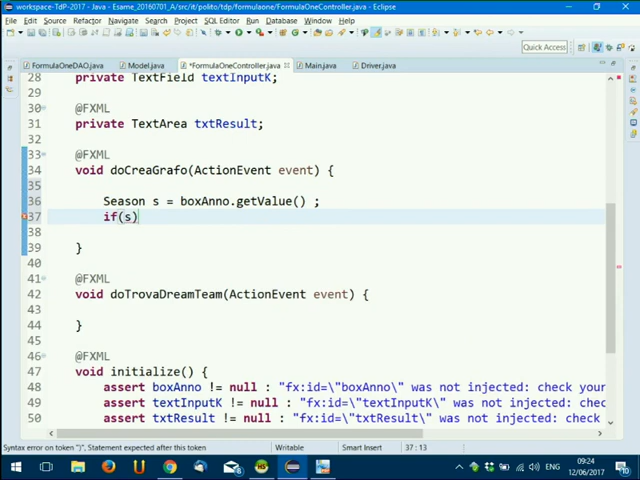 workspace-TdP-2017 - Java - Esame_20160701_A/src/it/polito/tdp/formulaone/FormulaOneController.java - Eclipse
File Edit Source Refactor Navigate Search SQL Editor Run Database Window Help
Quick Access
FormulaOneDAO.java Model.java *FormulaOneController.java Main.java Driver.java
28 private TextField textInputK;
29
30 @FXML
31 private TextArea txtResult;
32
33 @FXML
34 void doCreaGrafo(ActionEvent event) {
35
36 Season s = boxAnno.getValue() ;
37 if(s)
38
39 }
40
41 @FXML
42 void doTrovaDreamTeam(ActionEvent event) {
43
44 }
45
46 @FXML
47 void initialize() {
48 assert boxAnno != null : "fx:id=\"boxAnno\" was not injected: check your
49 assert textInputK != null : "fx:id=\"textInputK\" was not injected: chec
50 assert txtResult != null : "fx:id=\"txtResult\" was not injected: check
Syntax error on token ")", Statement expected after this token Writable Smart Insert 37 : 13
ENG 09:24
12/06/2017